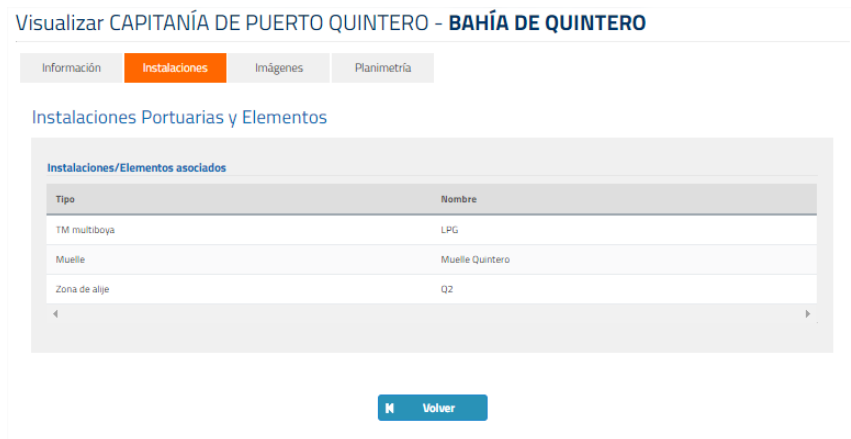 Visualizar CAPITANÍA DE PUERTO QUINTERO - BAHÍA DE QUINTERO
Información Instalaciones Imágenes Planimetría
Instalaciones Portuarias y Elementos
Instalaciones/Elementos asociados
Tipo Nombre
TM multiboya LPG
Muelle Muelle Quintero
Zona de alije Q2
Volver